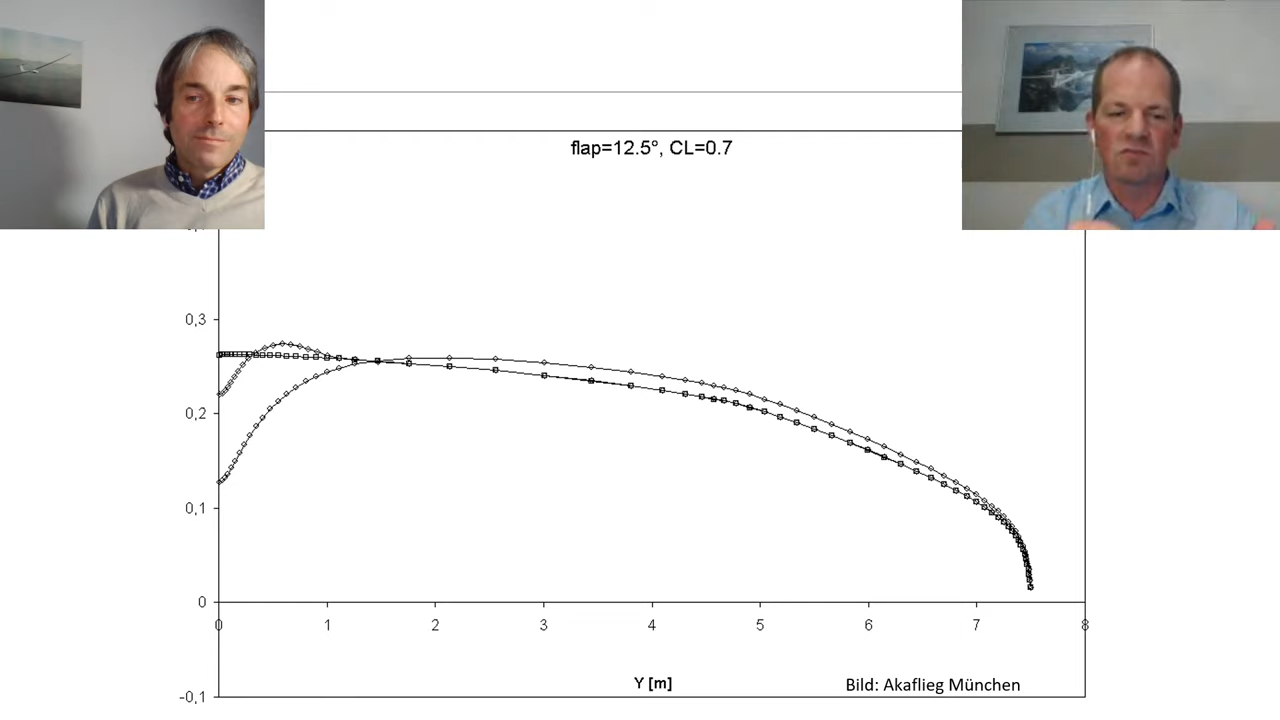 flap=12.5°, CL=0.7
0,3
0,2
0,1
0
-0,1
0 1 2 3 4 5 6 7 8
Y [m]
Bild: Akaflieg München